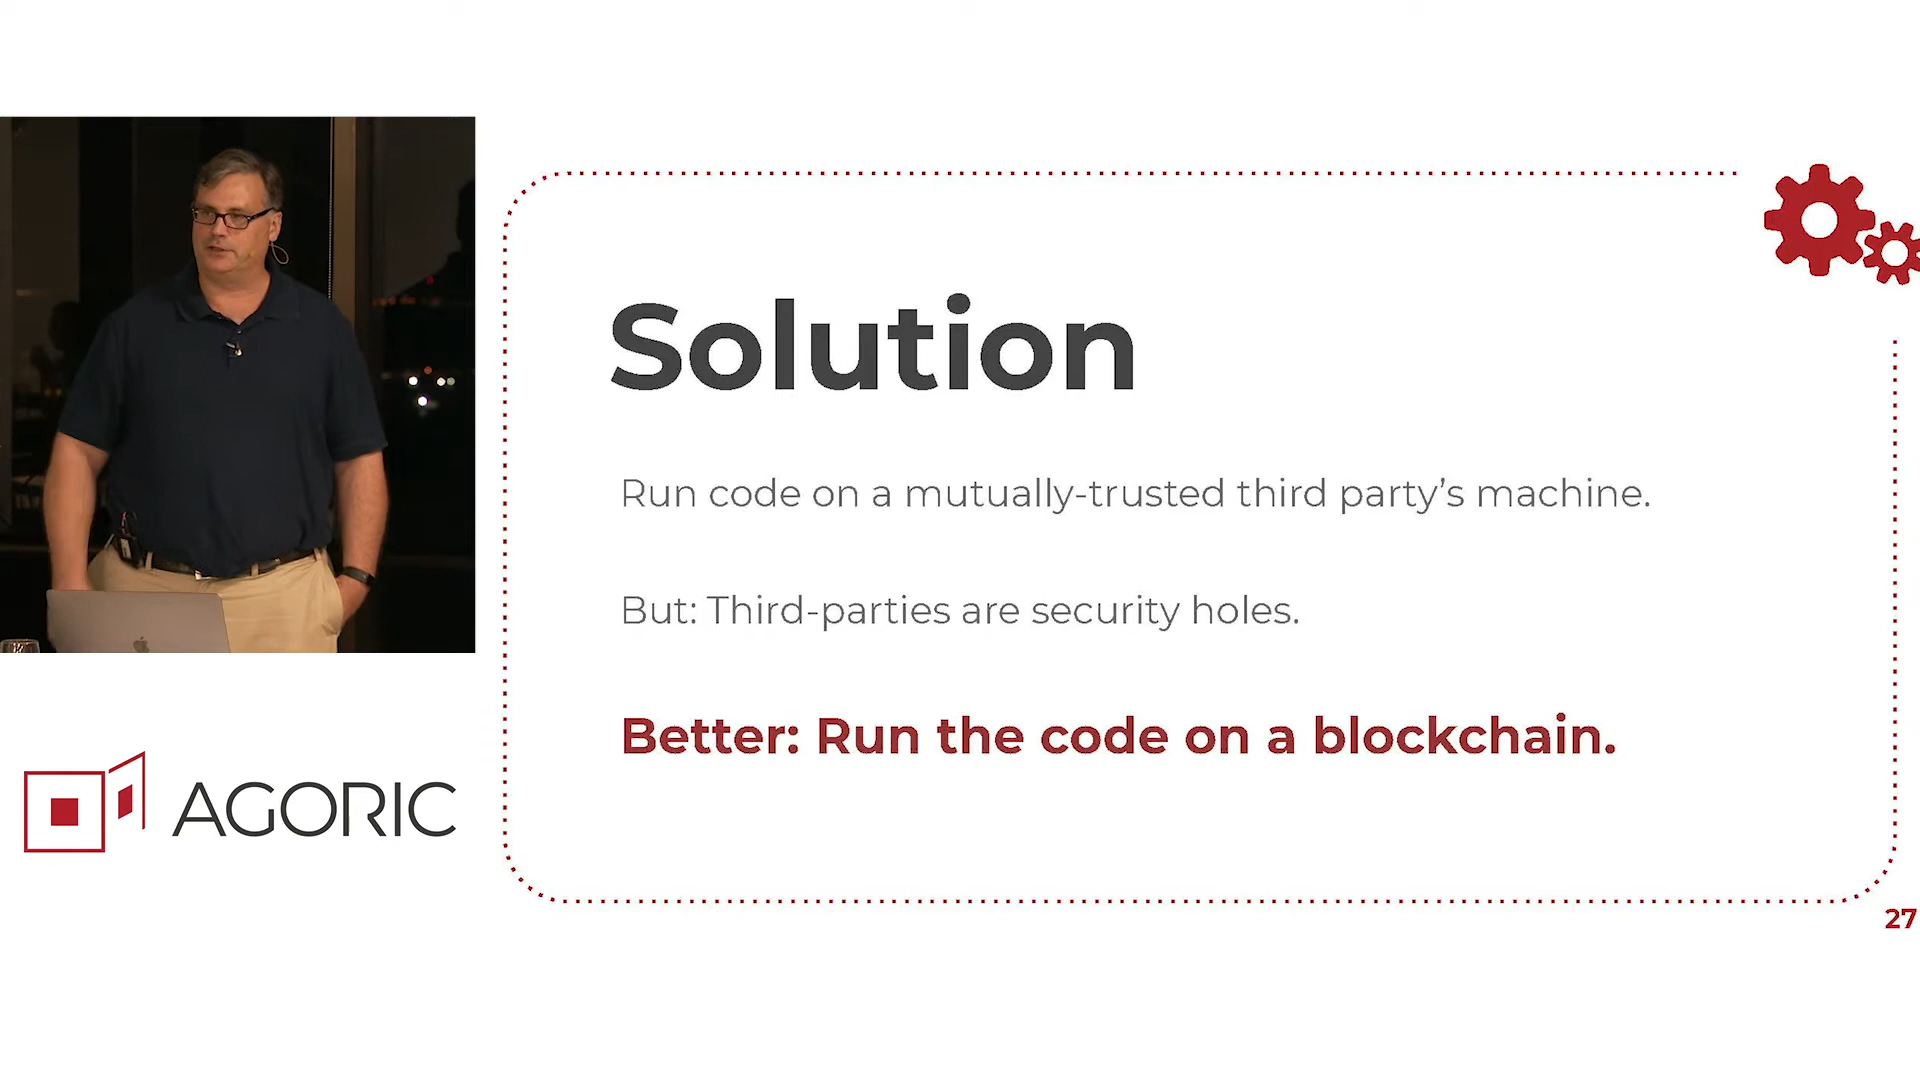 Solution
Run code on a mutually-trusted third party’s machine.
But: Third-parties are security holes.
Better: Run the code on a blockchain.
AGORIC
27